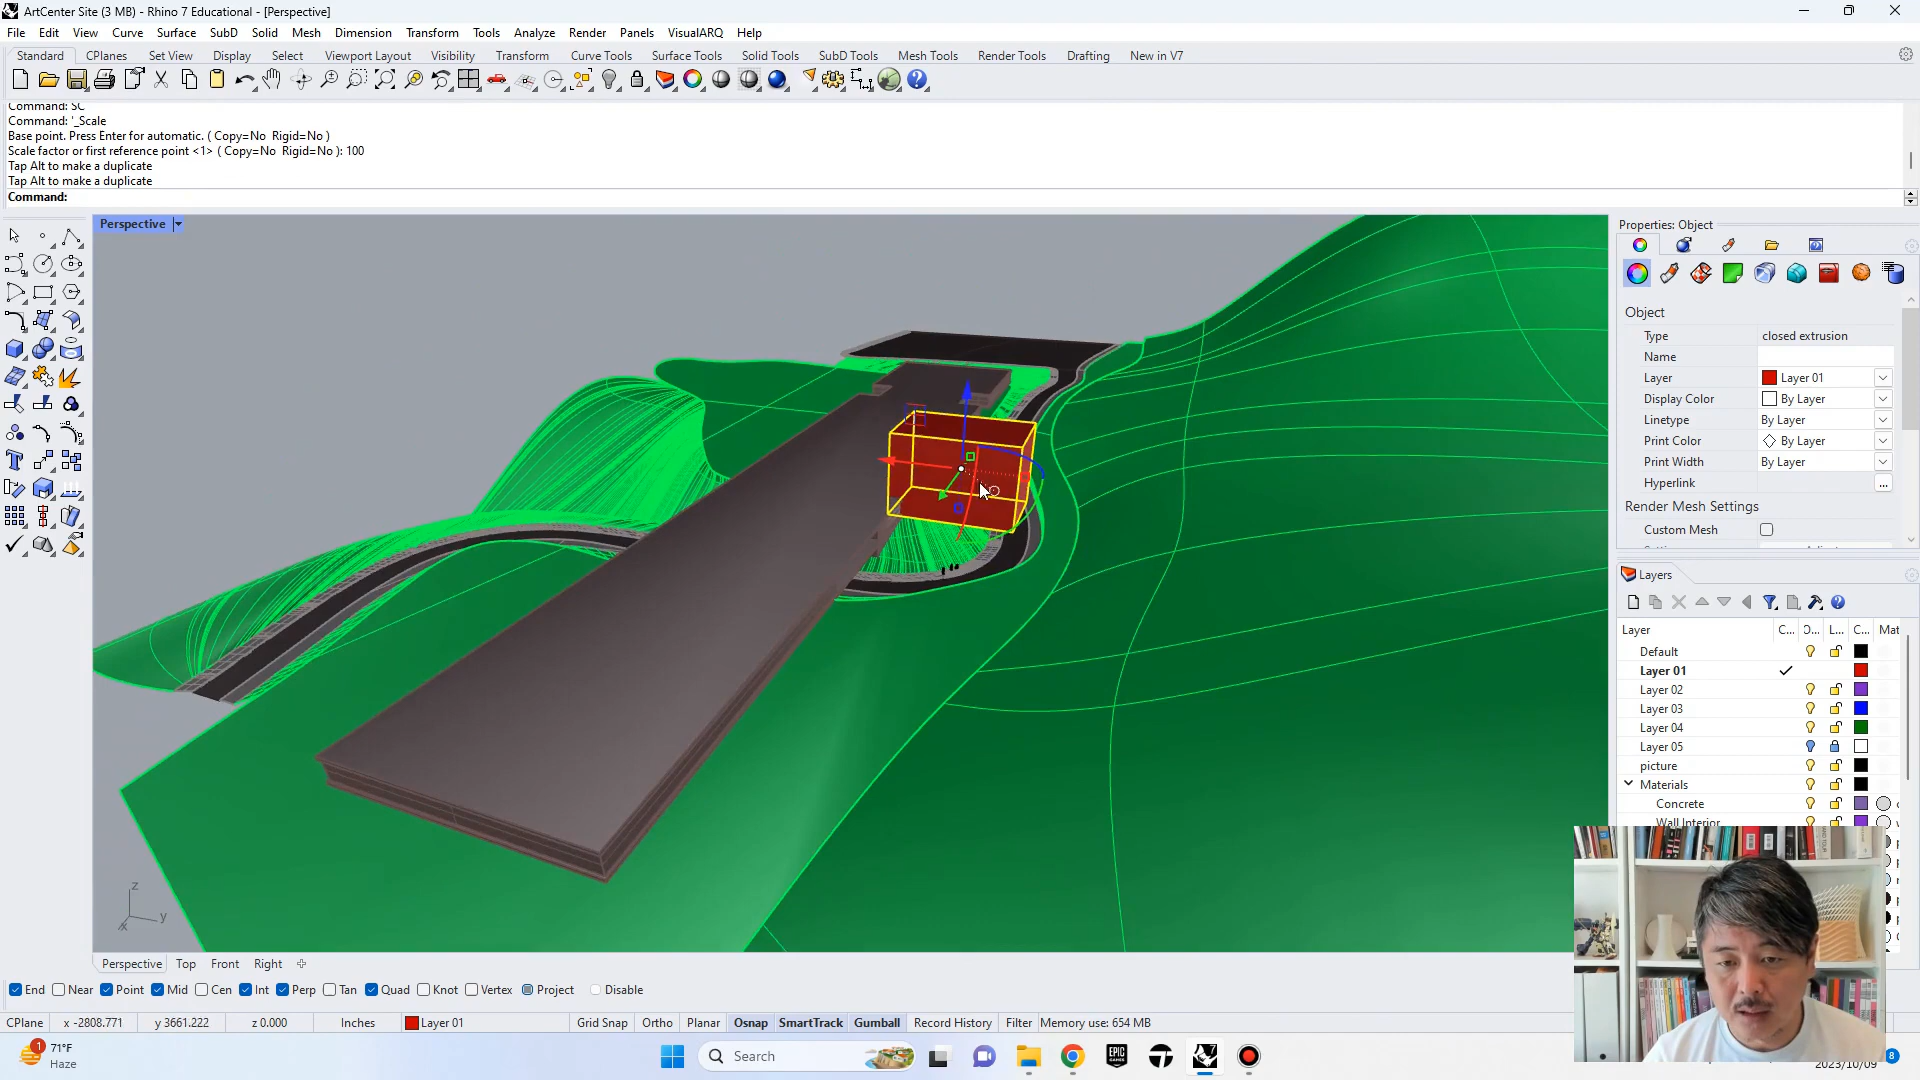 ArtCenter Site (3 MB) - Rhino 7 Educational - [Perspective]
File Edit View Curve Surface Solid SubD Mesh Dimension Transform Tools Analyze Render Panels VisualARQ Help
Standard CPlanes Set View Display Select Viewport Layout Visibility Transform Curve Tools Surface Tools Solid Tools SubD Tools Mesh Tools Render Tools Drafting New in V7
Command: SC
Command: '_Scale
Base point. Press Enter for automatic. ( Copy=No Rigid=No )
Scale factor or first reference point <1> ( Copy=No Rigid=No ): 100
Tap Alt to make a duplicate
Tap Alt to make a duplicate
Command:
Perspective
Properties: Object
Object
Type closed extrusion
Name
Layer Layer 01
Display Color By Layer
Linetype By Layer
Print Color By Layer
Print Width By Layer
Hyperlink ...
Render Mesh Settings
Custom Mesh
Layers
Layer C... O... L... C... Mat
Default
Layer 01
Layer 02
Layer 03
Layer 04
Layer 05
picture
Materials
Concrete
Wall Interior
z
y
x
Perspective Top Front Right
End Near Point Mid Cen Int Perp Tan Quad Knot Vertex Project Disable
CPlane x -2808.771 y 3661.222 z 0.000 Inches Layer 01 Grid Snap Ortho Planar Osnap SmartTrack Gumball Record History Filter Memory use: 654 MB
1
71°F
Haze
Search
EPIC GAMES
7
2023/10/09
8